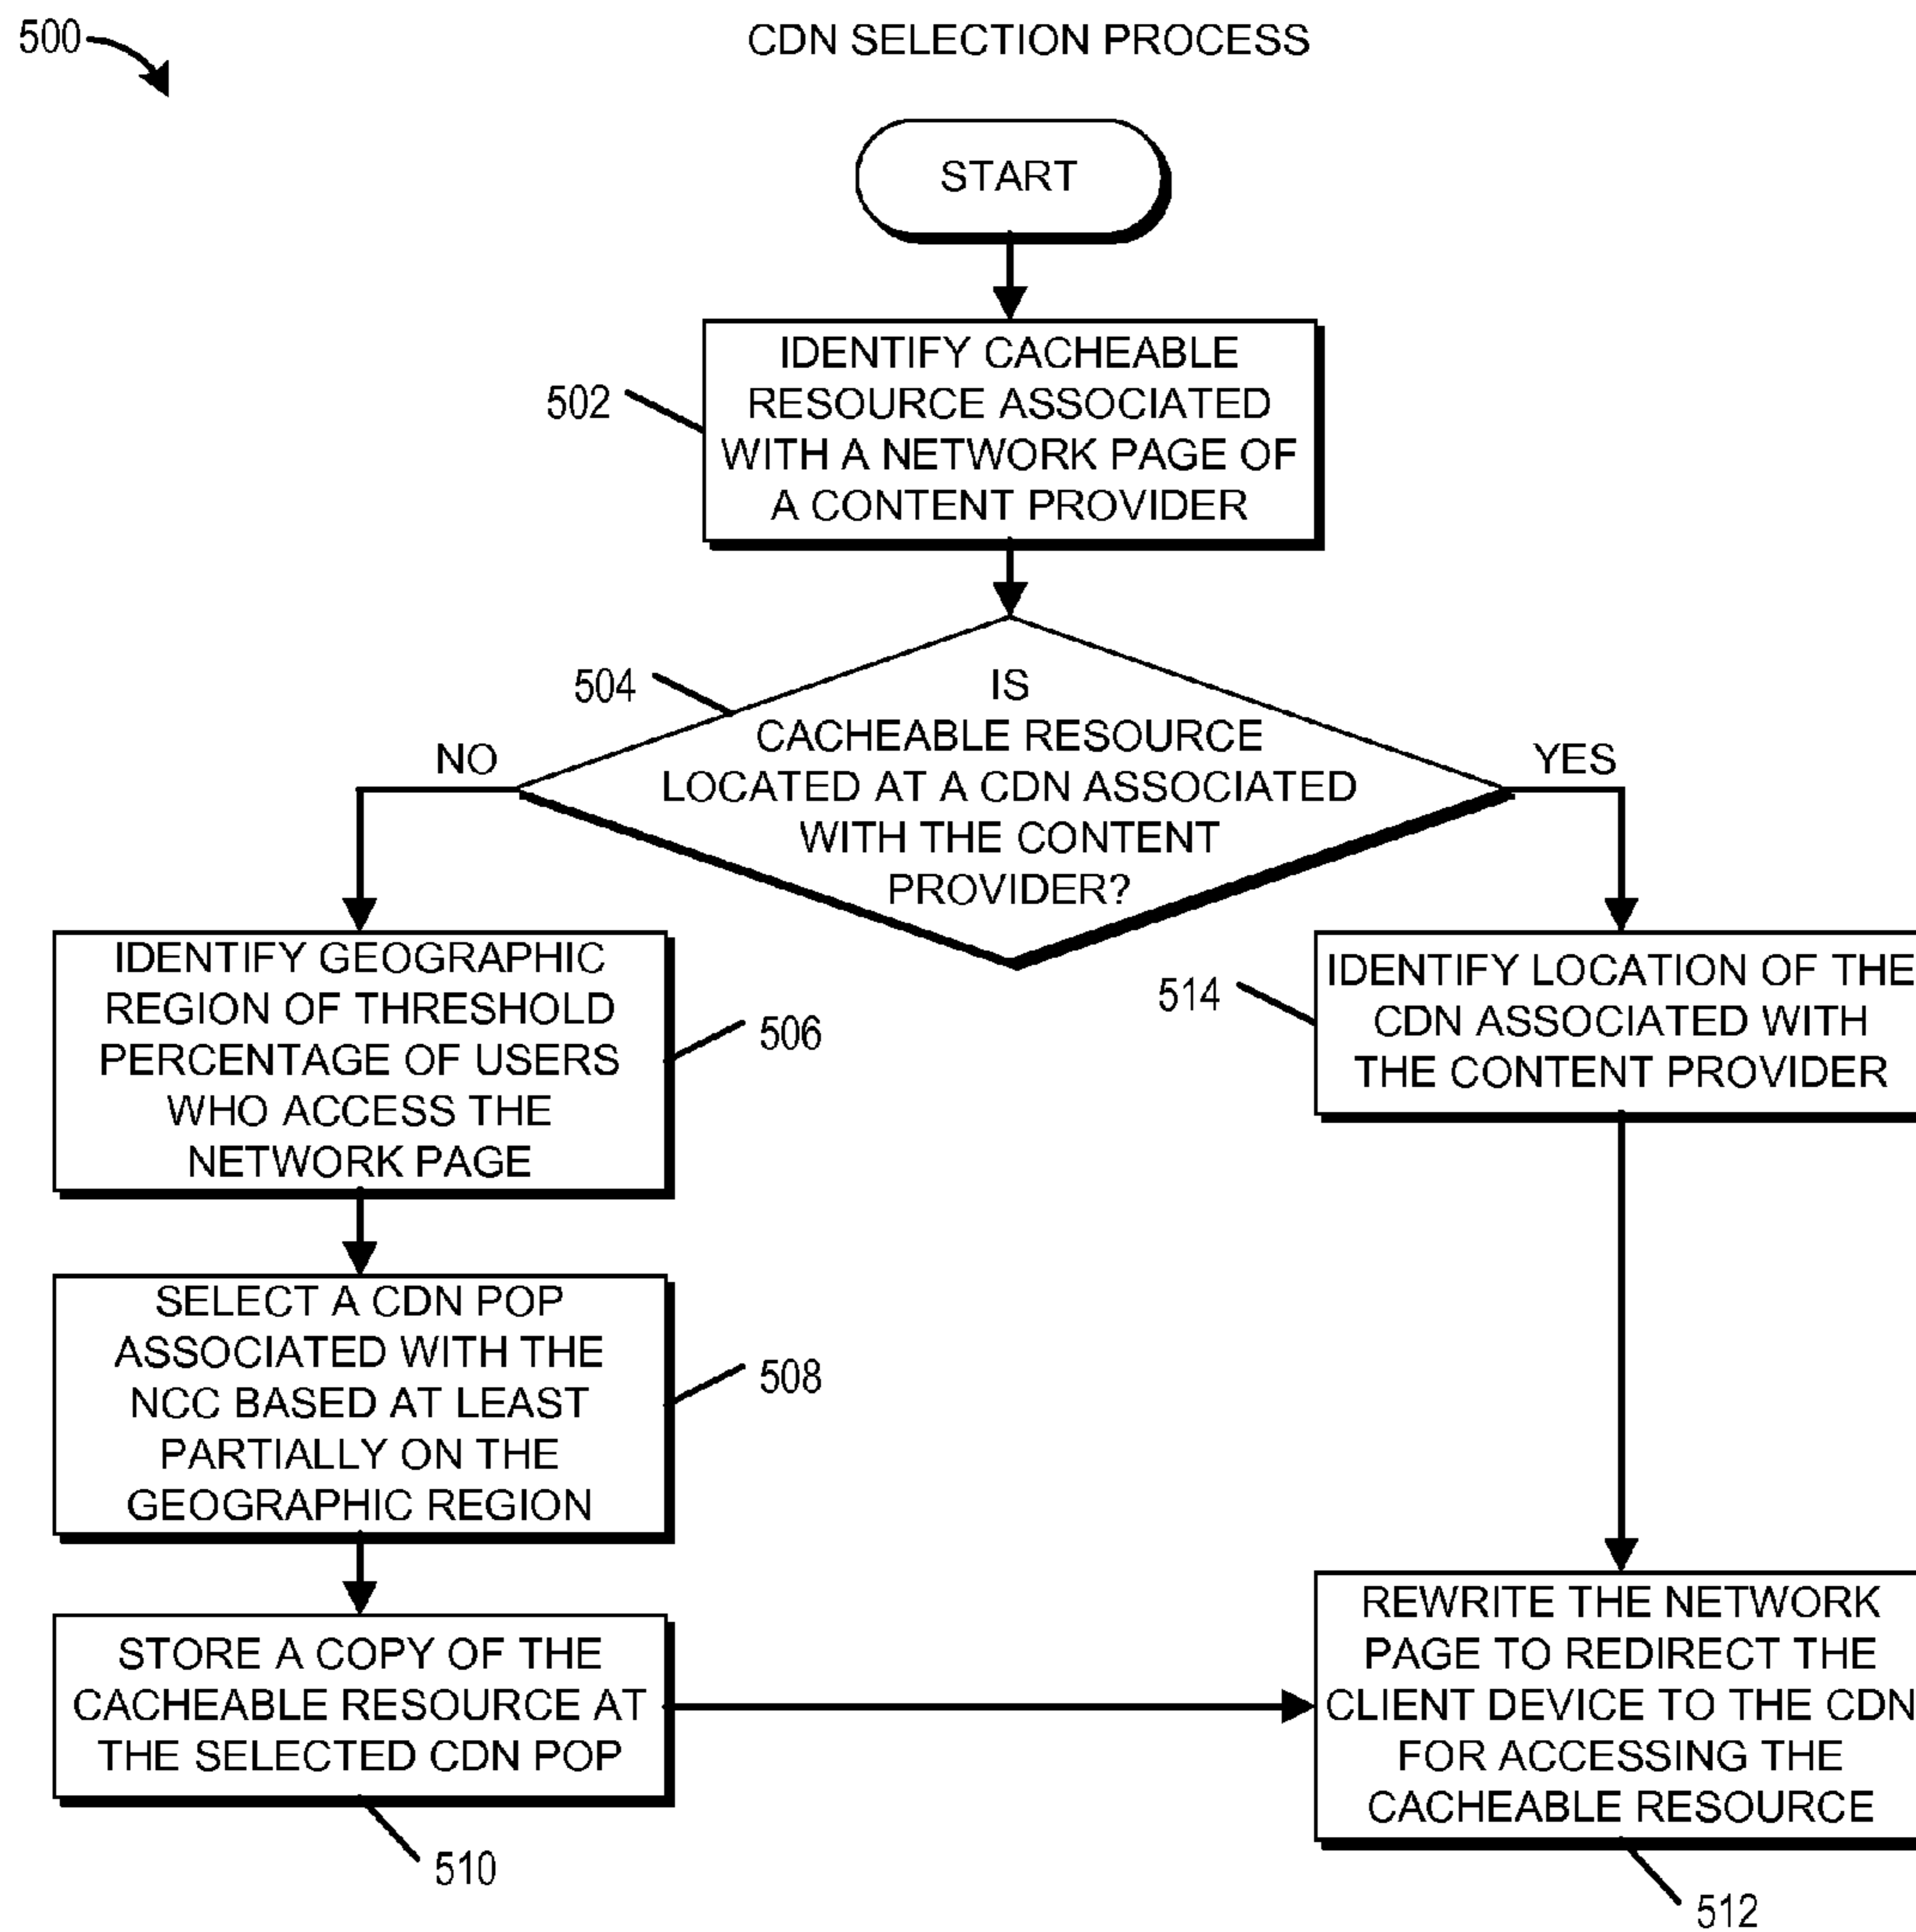 500
CDN SELECTION PROCESS
START
502
IDENTIFY CACHEABLE
RESOURCE ASSOCIATED
WITH A NETWORK PAGE OF
A CONTENT PROVIDER
504
IS
CACHEABLE RESOURCE
LOCATED AT A CDN ASSOCIATED
WITH THE CONTENT
PROVIDER?
NO
YES
IDENTIFY GEOGRAPHIC
REGION OF THRESHOLD
PERCENTAGE OF USERS
WHO ACCESS THE
NETWORK PAGE
506
514
IDENTIFY LOCATION OF THE
CDN ASSOCIATED WITH
THE CONTENT PROVIDER
SELECT A CDN POP
ASSOCIATED WITH THE
NCC BASED AT LEAST
PARTIALLY ON THE
GEOGRAPHIC REGION
508
STORE A COPY OF THE
CACHEABLE RESOURCE AT
THE SELECTED CDN POP
510
REWRITE THE NETWORK
PAGE TO REDIRECT THE
CLIENT DEVICE TO THE CDN
FOR ACCESSING THE
CACHEABLE RESOURCE
512